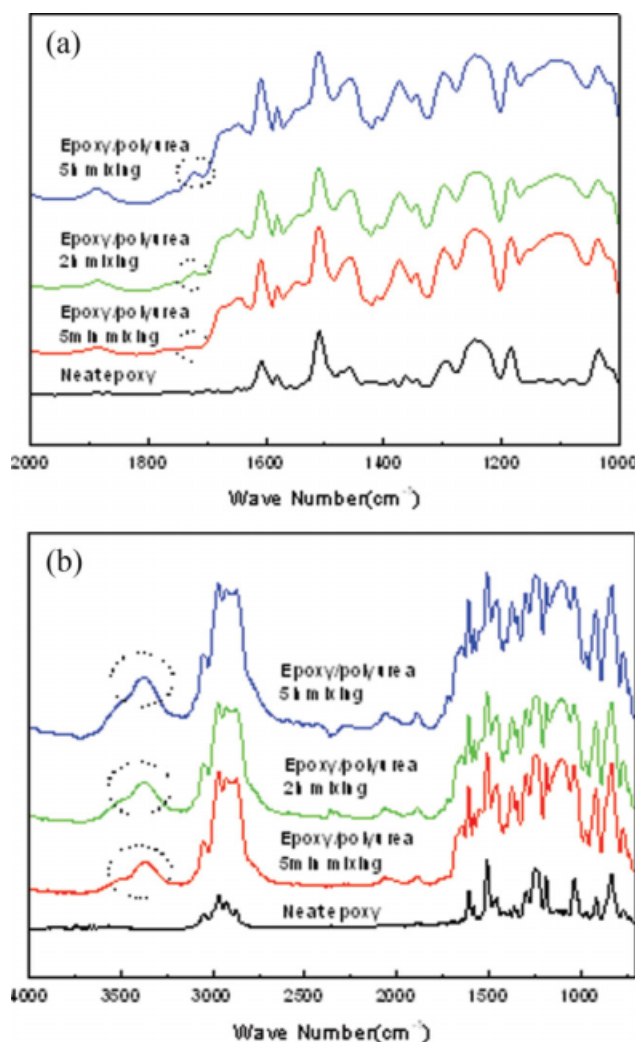 (a)
Epoxy/polyurea
5h mixing
Epoxy/polyurea
2h mixing
Epoxy/polyurea
5min mixing
Neat epoxy
2000 1800 1600 1400 1200 1000
Wave Number(cm⁻¹)
(b)
Epoxy/polyurea
5h mixing
Epoxy/polyurea
2h mixing
Epoxy/polyurea
5min mixing
Neat epoxy
4000 3500 3000 2500 2000 1500 1000
Wave Number(cm⁻¹)